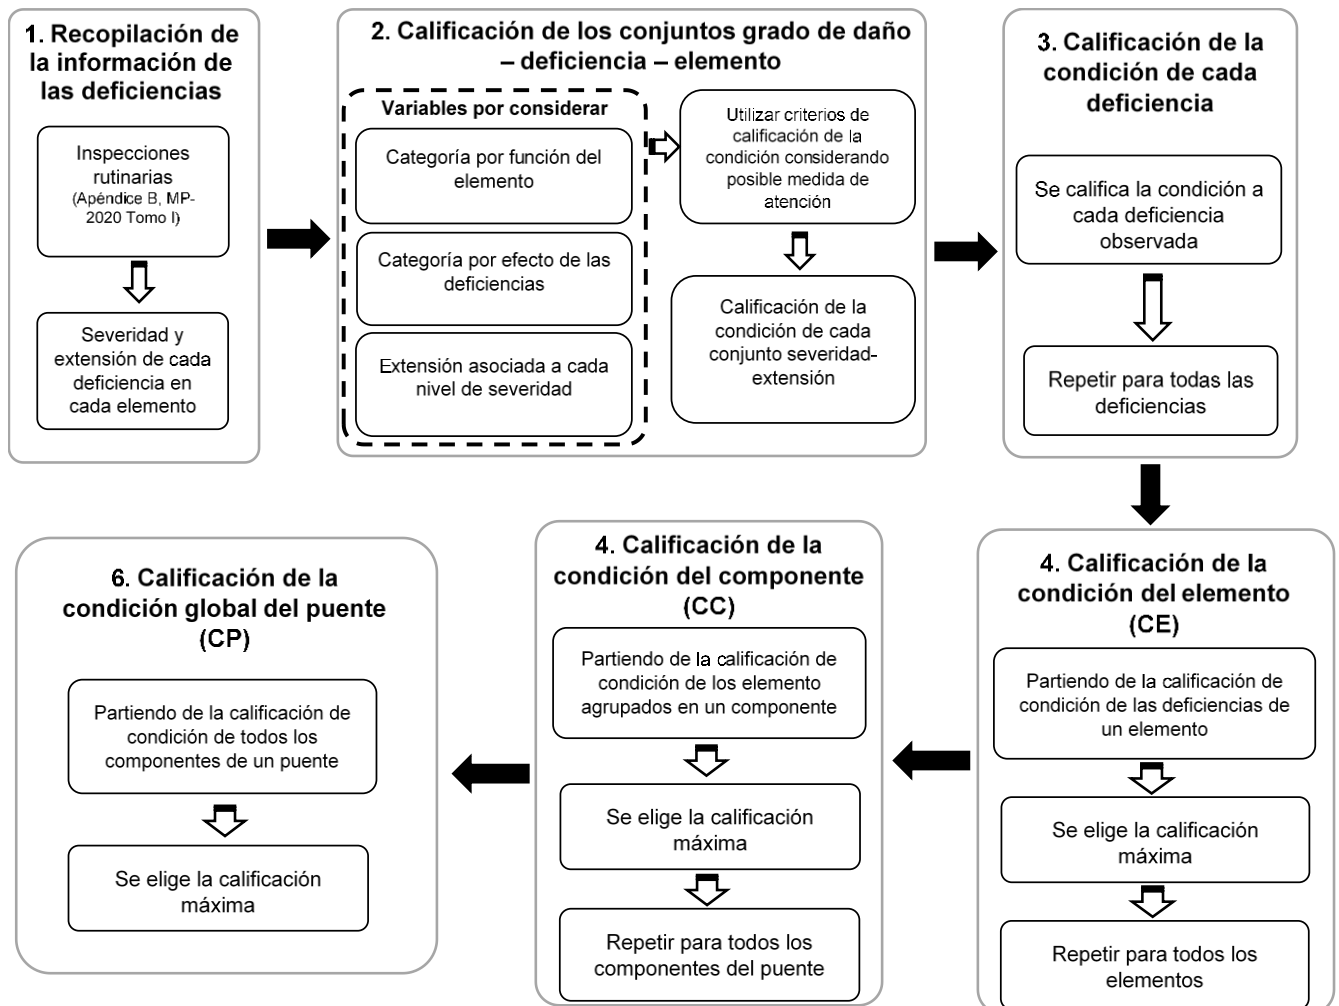 1. Recopilación de
la información de
las deficiencias
Inspecciones
rutinarias
(Apéndice B, MP-
2020 Tomo I)
Severidad y
extensión de cada
deficiencia en
cada elemento
2. Calificación de los conjuntos grado de daño
– deficiencia – elemento
Variables por considerar
Categoría por función del
elemento
Categoría por efecto de las
deficiencias
Extensión asociada a cada
nivel de severidad
Utilizar criterios de
calificación de la
condición considerando
posible medida de
atención
Calificación de la
condición de cada
conjunto severidad-
extensión
3. Calificación de la
condición de cada
deficiencia
Se califica la condición a
cada deficiencia
observada
Repetir para todas las
deficiencias
4. Calificación de la
condición del elemento
(CE)
Partiendo de la calificación de
condición de las deficiencias de
un elemento
Se elige la calificación
máxima
Repetir para todos los
elementos
4. Calificación de la
condición del componente
(CC)
Partiendo de la calificación de
condición de los elemento
agrupados en un componente
Se elige la calificación
máxima
Repetir para todos los
componentes del puente
6. Calificación de la
condición global del puente
(CP)
Partiendo de la calificación de
condición de todos los
componentes de un puente
Se elige la calificación
máxima